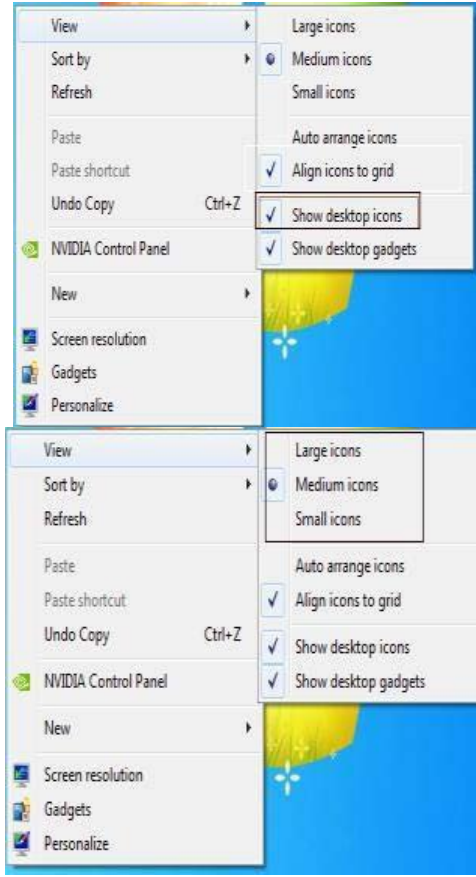 View
Large icons
Sort by
Medium icons
Refresh
Small icons
Paste
Auto arrange icons
Paste shortcut
Align icons to grid
Undo Copy Ctrl+Z
Show desktop icons
NVIDIA Control Panel
Show desktop gadgets
New
Screen resolution
Gadgets
Personalize
View
Large icons
Sort by
Medium icons
Refresh
Small icons
Paste
Auto arrange icons
Paste shortcut
Align icons to grid
Undo Copy Ctrl+Z
Show desktop icons
NVIDIA Control Panel
Show desktop gadgets
New
Screen resolution
Gadgets
Personalize